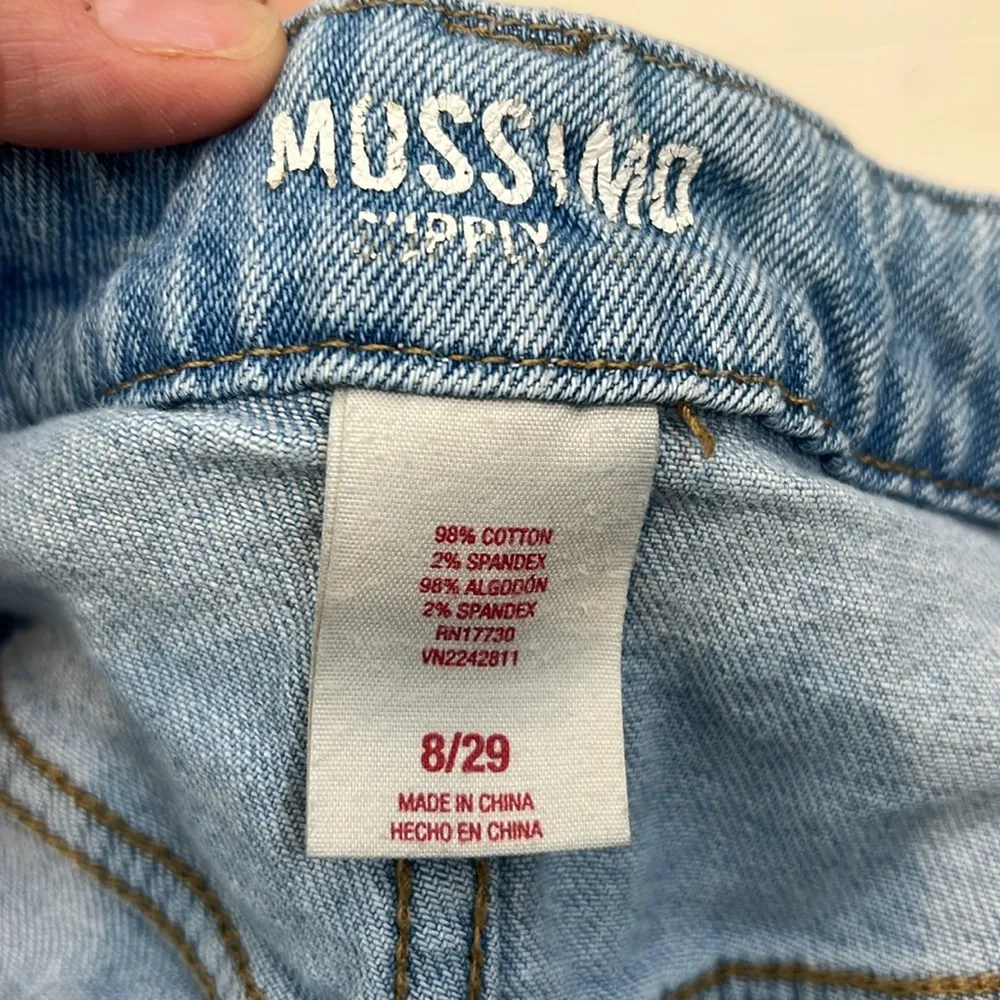 MOSSIMO
SUPPLY
98% COTTON
2% SPANDEX
98% ALGODÓN
2% SPANDEX
RN17730
VN2242811
8/29
MADE IN CHINA
HECHO EN CHINA